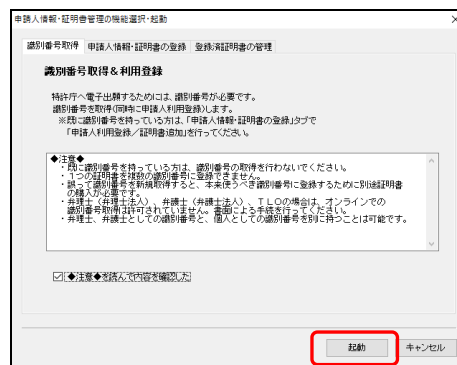 申請人情報・証明書管理の機能選択・起動
識別番号取得 申請人情報・証明書の登録 登録済証明書の管理
識別番号取得＆利用登録
特許庁へ電子出願するためには、識別番号が必要です。
識別番号を取得(同時に申請人利用登録)します。
※既に識別番号を持っている方は、「申請人情報・証明書の登録」タブで
「申請人利用登録／証明書追加」を行ってください。
◆注意◆
・既に識別番号を持っている方は、識別番号の取得を行わないでください。
・１つの証明書を複数の識別番号に登録できません。
・誤って識別番号を新規取得すると、本来使うべき識別番号に登録するために別途証明書
の購入が必要です。
・弁理士（弁理士法人）、弁護士（弁護士法人）、ＴＬＯの場合は、オンラインでの
識別番号取得は許可されていません。書面による手続を行ってください。
・弁理士、弁護士としての識別番号と、個人としての識別番号を別に持つことは可能です。
◆注意◆を読んで内容を確認した
起動 キャンセル